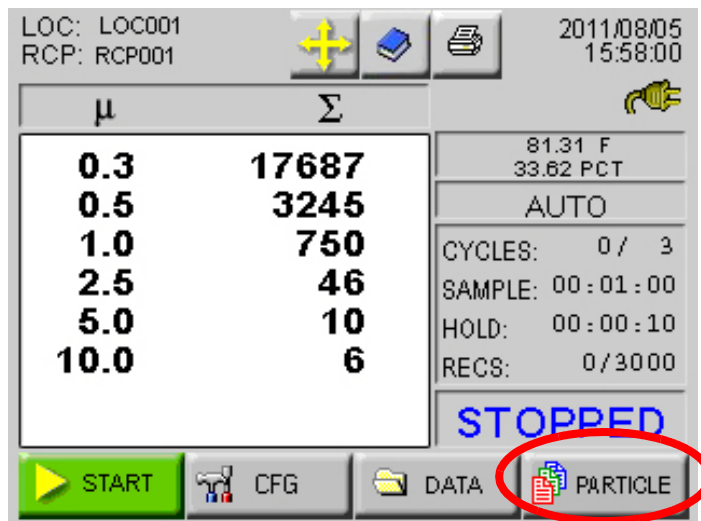 LOC: LOC001
RCP: RCP001
2011/08/05
15:58:00
µ Σ
0.3 17687
0.5 3245
1.0 750
2.5 46
5.0 10
10.0 6
81.31 F
33.62 PCT
AUTO
CYCLES: 0/ 3
SAMPLE: 00:01:00
HOLD: 00:00:10
RECS: 0/3000
STOPPED
START CFG DATA PARTICLE